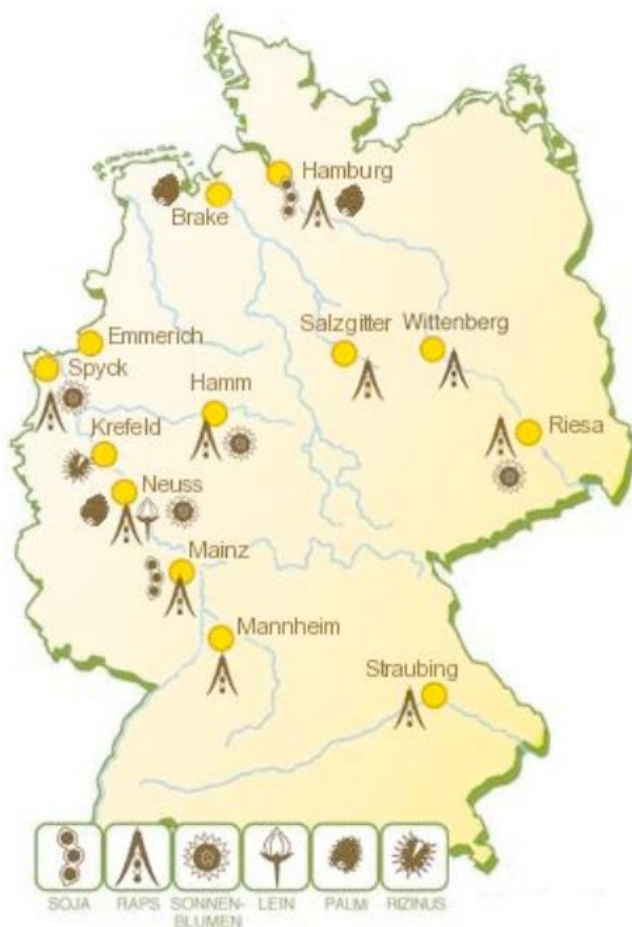 Hamburg
Brake
Emmerich
Salzgitter
Wittenberg
Spyck
Hamm
Riesa
Krefeld
Neuss
Mainz
Mannheim
Straubing
SOJA
RAPS
SONNEN-
BLUMEN
LEIN
PALM
RIZINUS